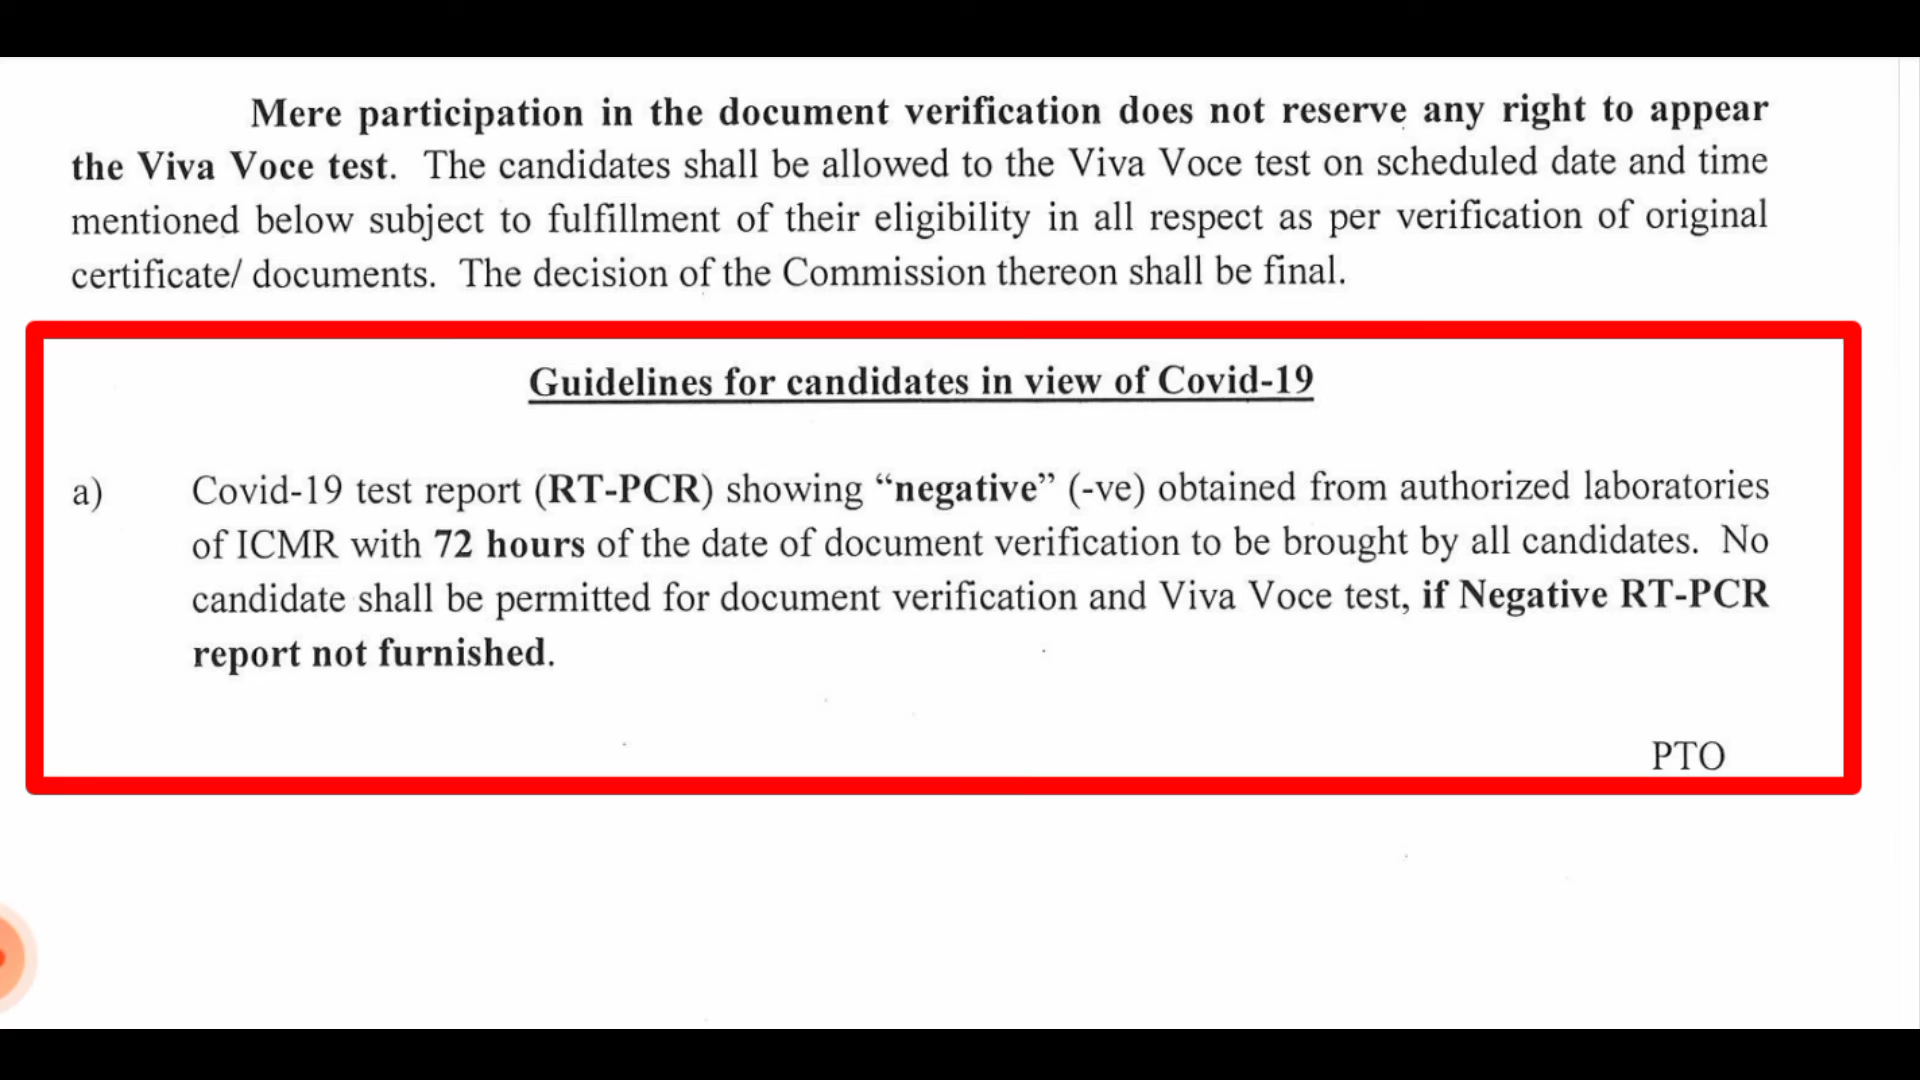 Mere participation in the document verification does not reserve any right to appear
the Viva Voce test. The candidates shall be allowed to the Viva Voce test on scheduled date and time
mentioned below subject to fulfillment of their eligibility in all respect as per verification of original
certificate/ documents. The decision of the Commission thereon shall be final.
Guidelines for candidates in view of Covid-19
a) Covid-19 test report (RT-PCR) showing “negative” (-ve) obtained from authorized laboratories
of ICMR with 72 hours of the date of document verification to be brought by all candidates. No
candidate shall be permitted for document verification and Viva Voce test, if Negative RT-PCR
report not furnished.
PTO